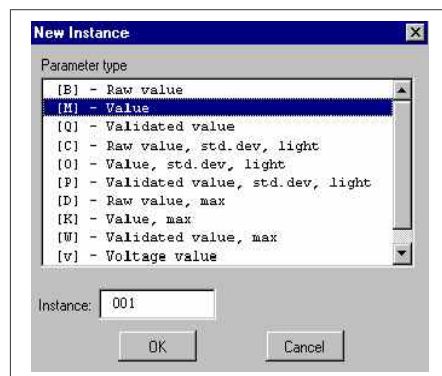 New Instance
Parameter type
[B] - Raw value
[M] - Value
[Q] - Validated value
[C] - Raw value, std.dev, light
[O] - Value, std.dev, light
[P] - Validated value, std.dev, light
[D] - Raw value, max
[K] - Value, max
[W] - Validated value, max
[v] - Voltage value
Instance: 001
OK Cancel